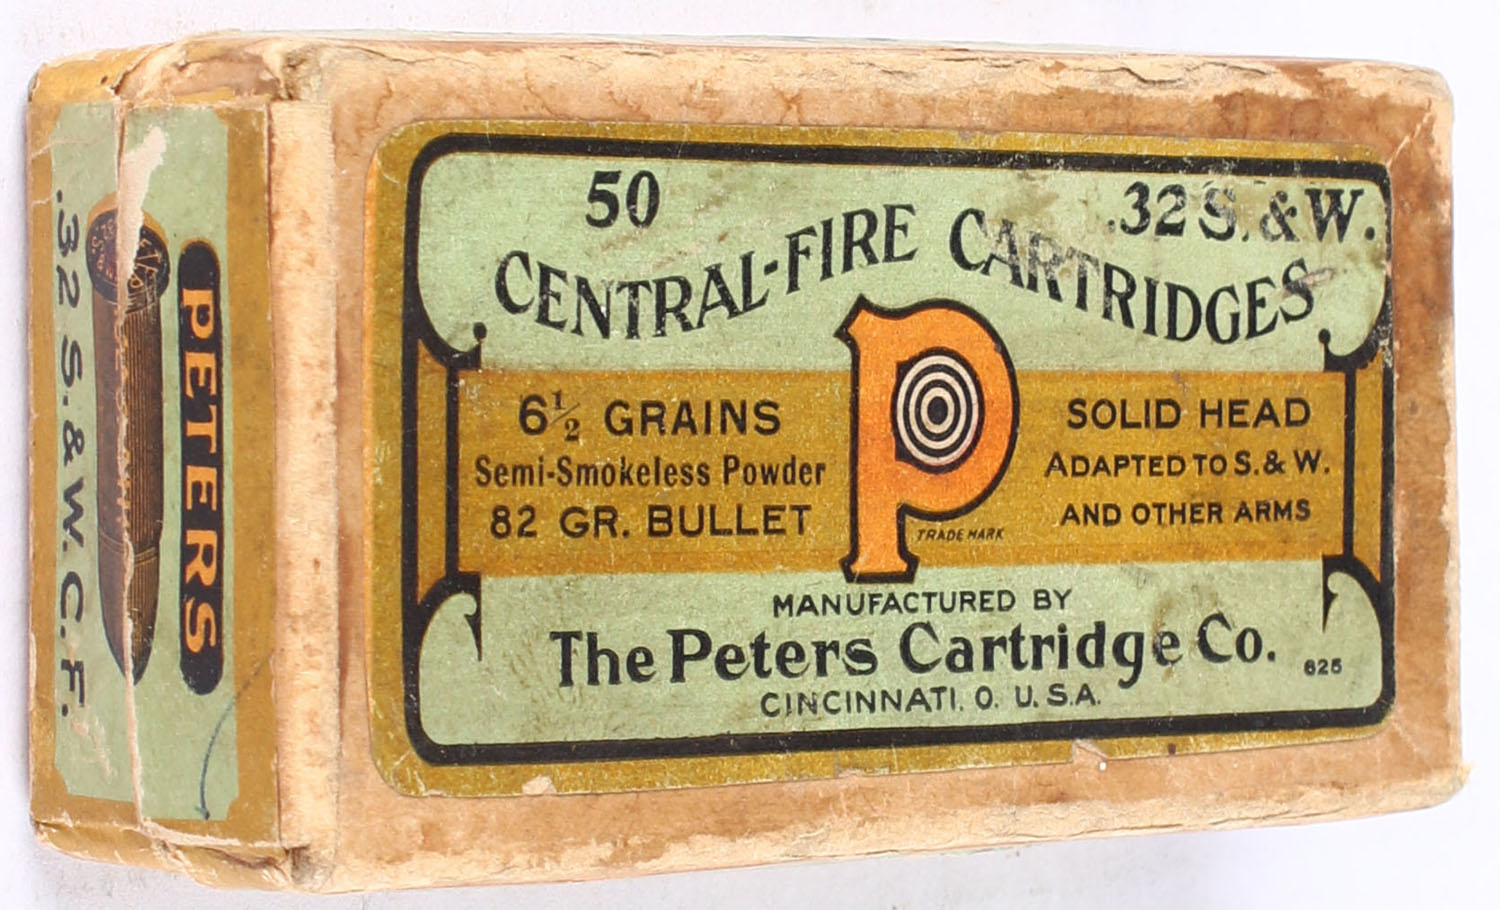 50
.32 S. & W.
CENTRAL-FIRE CARTRIDGES
6½ GRAINS
Semi-Smokeless Powder
82 GR. BULLET
P
TRADE MARK
SOLID HEAD
ADAPTED TO S. & W.
AND OTHER ARMS
MANUFACTURED BY
The Peters Cartridge Co.
CINCINNATI, O. U.S.A.
625
PETERS
.32 S. & W. C. F.